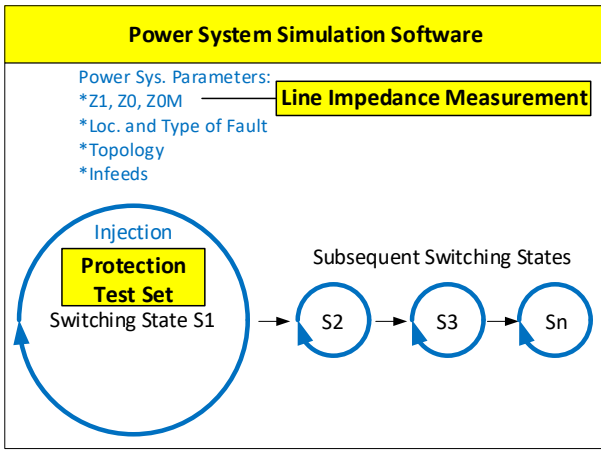 Power System Simulation Software
Power Sys. Parameters:
*Z1, Z0, Z0M
Line Impedance Measurement
*Loc. and Type of Fault
*Topology
*Infeeds
Injection
Protection
Test Set
Switching State S1
Subsequent Switching States
S2
S3
Sn